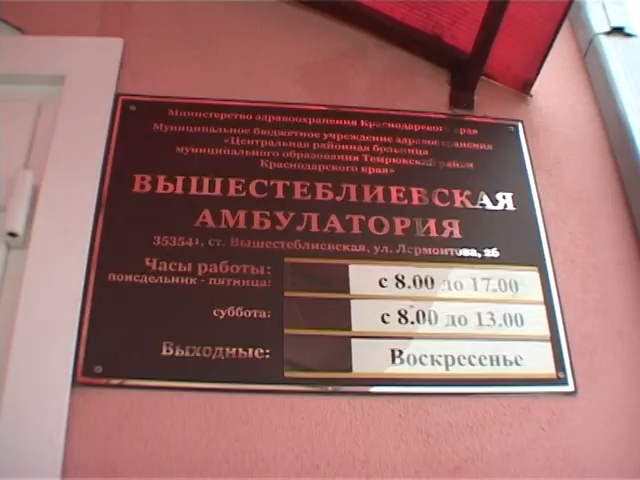 Министерство здравоохранения Краснодарского края
Муниципальное бюджетное учреждение здравоохранения
«Центральная районная больница
муниципального образования Темрюкский район
Краснодарского края»
ВЫШЕСТЕБЛИЕВСКАЯ
АМБУЛАТОРИЯ
353541, ст. Вышестеблиевская, ул. Лермонтова, 26
Часы работы:
понедельник - пятница: с 8.00 до 17.00
суббота: с 8.00 до 13.00
Выходные: Воскресенье